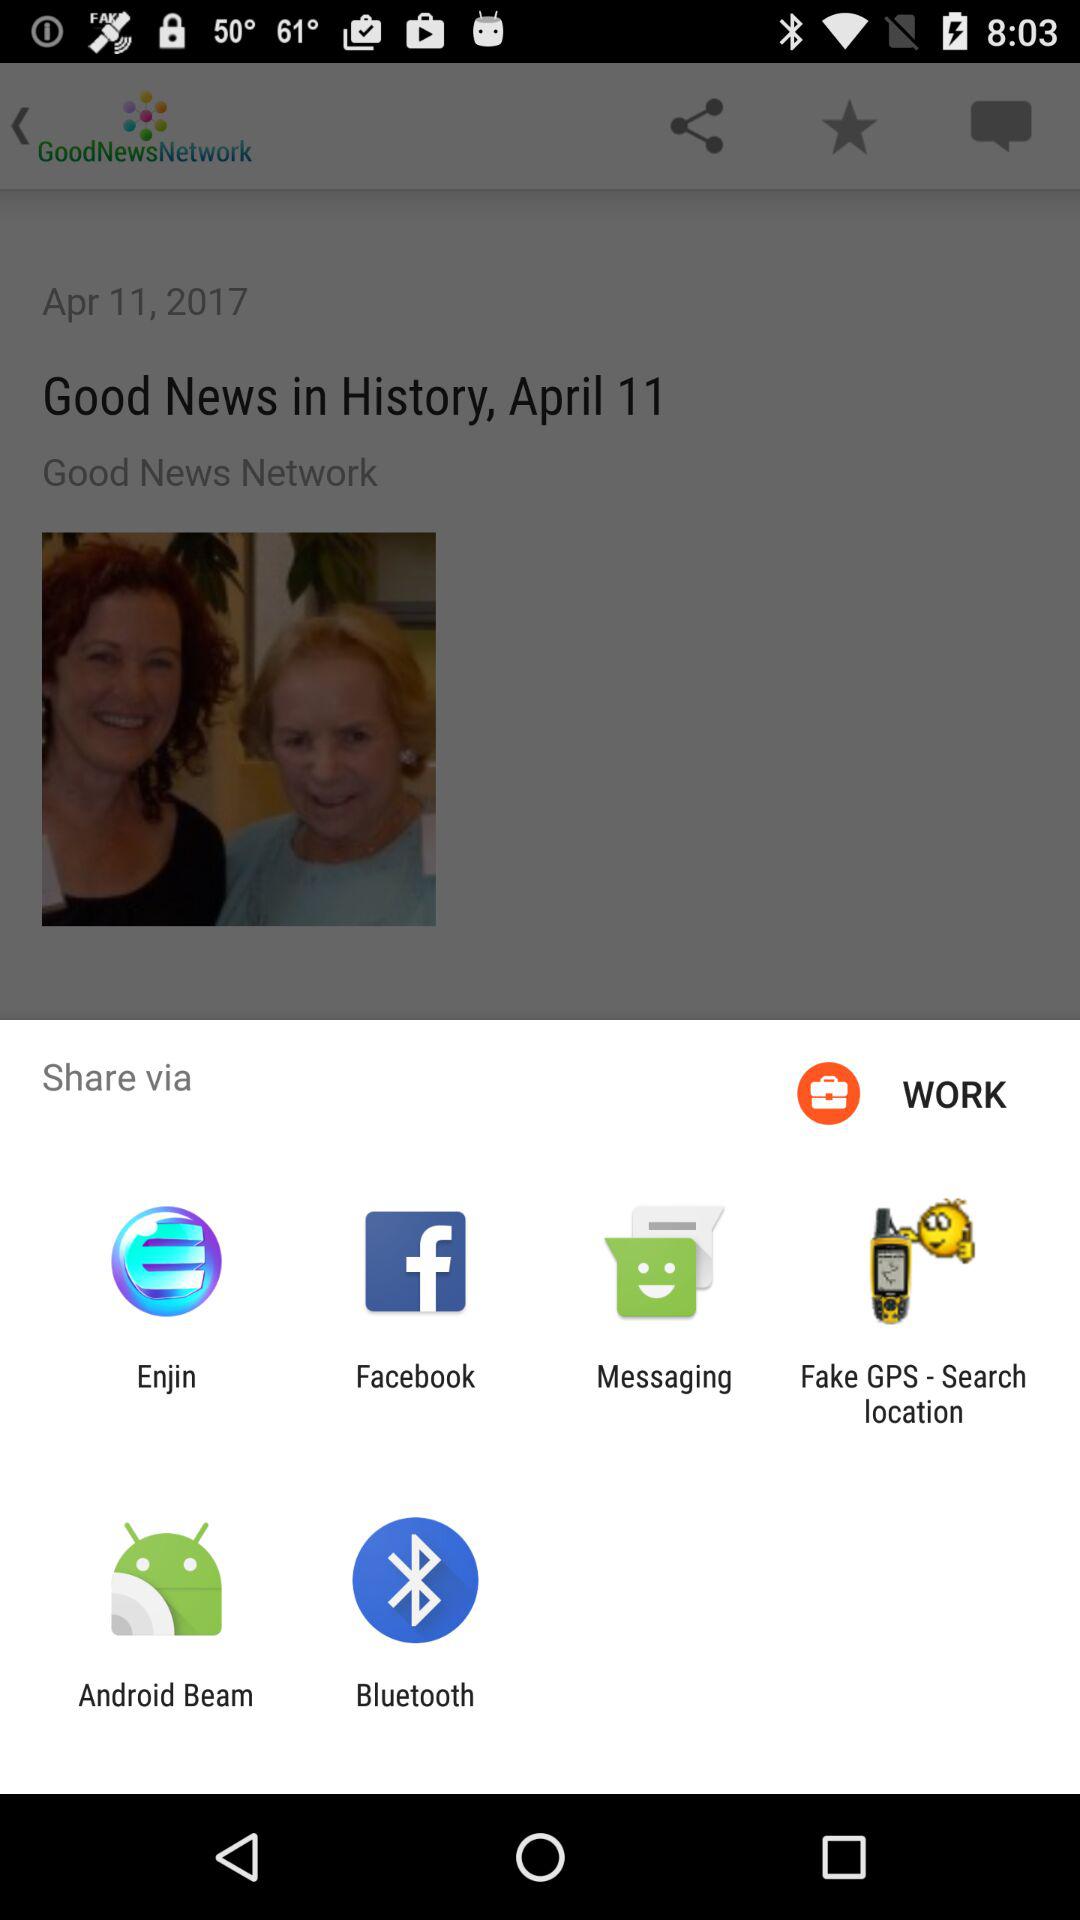 FAKE 50° 61° 8:03
GoodNewsNetwork
Apr 11, 2017
Good News in History, April 11
Good News Network
Share via
WORK
Enjin Facebook Messaging Fake GPS - Search
location
Android Beam Bluetooth